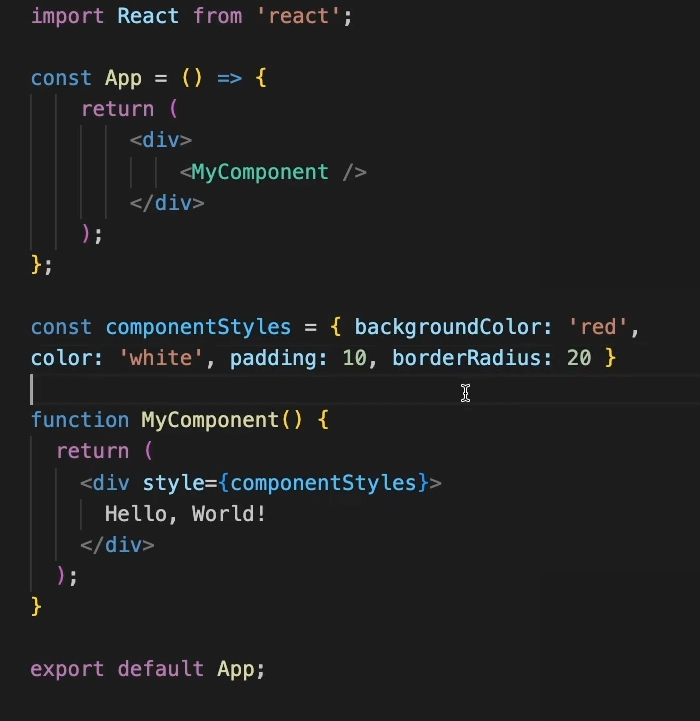 import React from 'react';
const App = () => {
return (
<div>
<MyComponent />
</div>
);
};
const componentStyles = { backgroundColor: 'red',
color: 'white', padding: 10, borderRadius: 20 }
function MyComponent() {
return (
<div style={componentStyles}>
Hello, World!
</div>
);
}
export default App;